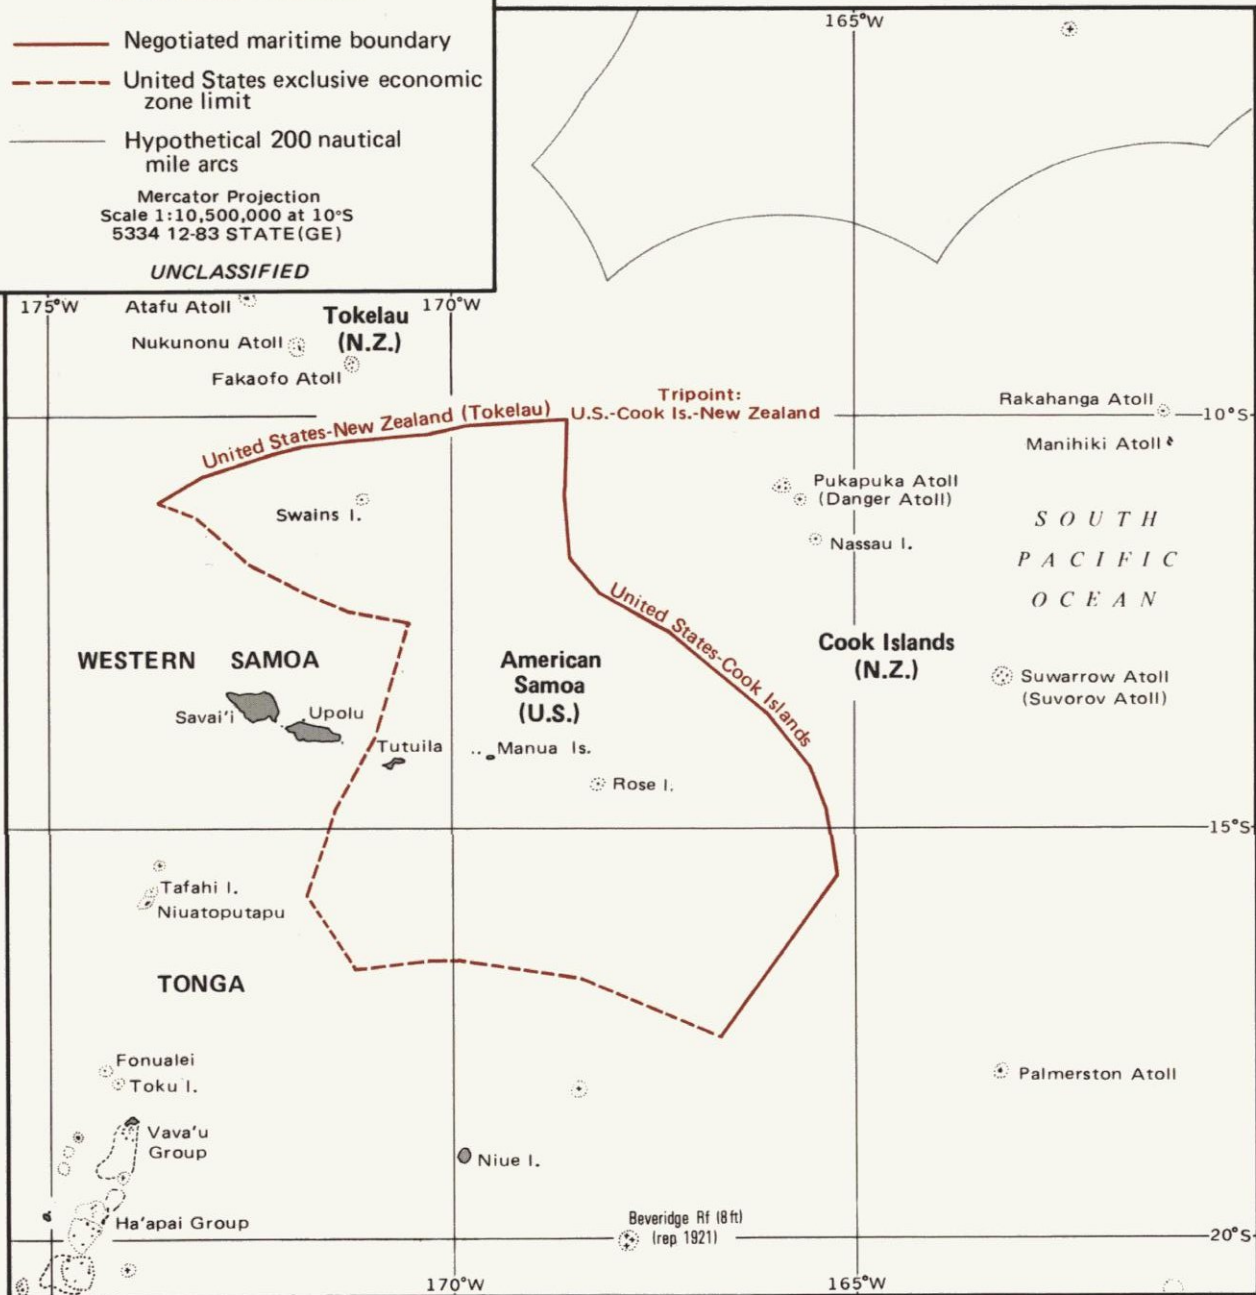 Negotiated maritime boundary
United States exclusive economic
zone limit
Hypothetical 200 nautical
mile arcs
Mercator Projection
Scale 1:10,500,000 at 10°S
5334 12-83 STATE(GE)
UNCLASSIFIED
165°W
175°W
170°W
Atafu Atoll
Tokelau
(N.Z.)
Nukunonu Atoll
Fakaofo Atoll
United States-New Zealand (Tokelau)
Tripoint:
U.S.-Cook Is.-New Zealand
Rakahanga Atoll
10°S
Manihiki Atoll
Pukapuka Atoll
(Danger Atoll)
Swains I.
Nassau I.
SOUTH
PACIFIC
OCEAN
United States-Cook Islands
WESTERN SAMOA
American
Samoa
(U.S.)
Cook Islands
(N.Z.)
Suwarrow Atoll
(Suvorov Atoll)
Savai'i
Upolu
Tutuila
Manua Is.
Rose I.
15°S
Tafahi I.
Niuatoputapu
TONGA
Fonualei
Toku I.
Palmerston Atoll
Vava'u
Group
Niue I.
Ha'apai Group
Beveridge Rf (8 ft)
(rep 1921)
20°S
170°W
165°W